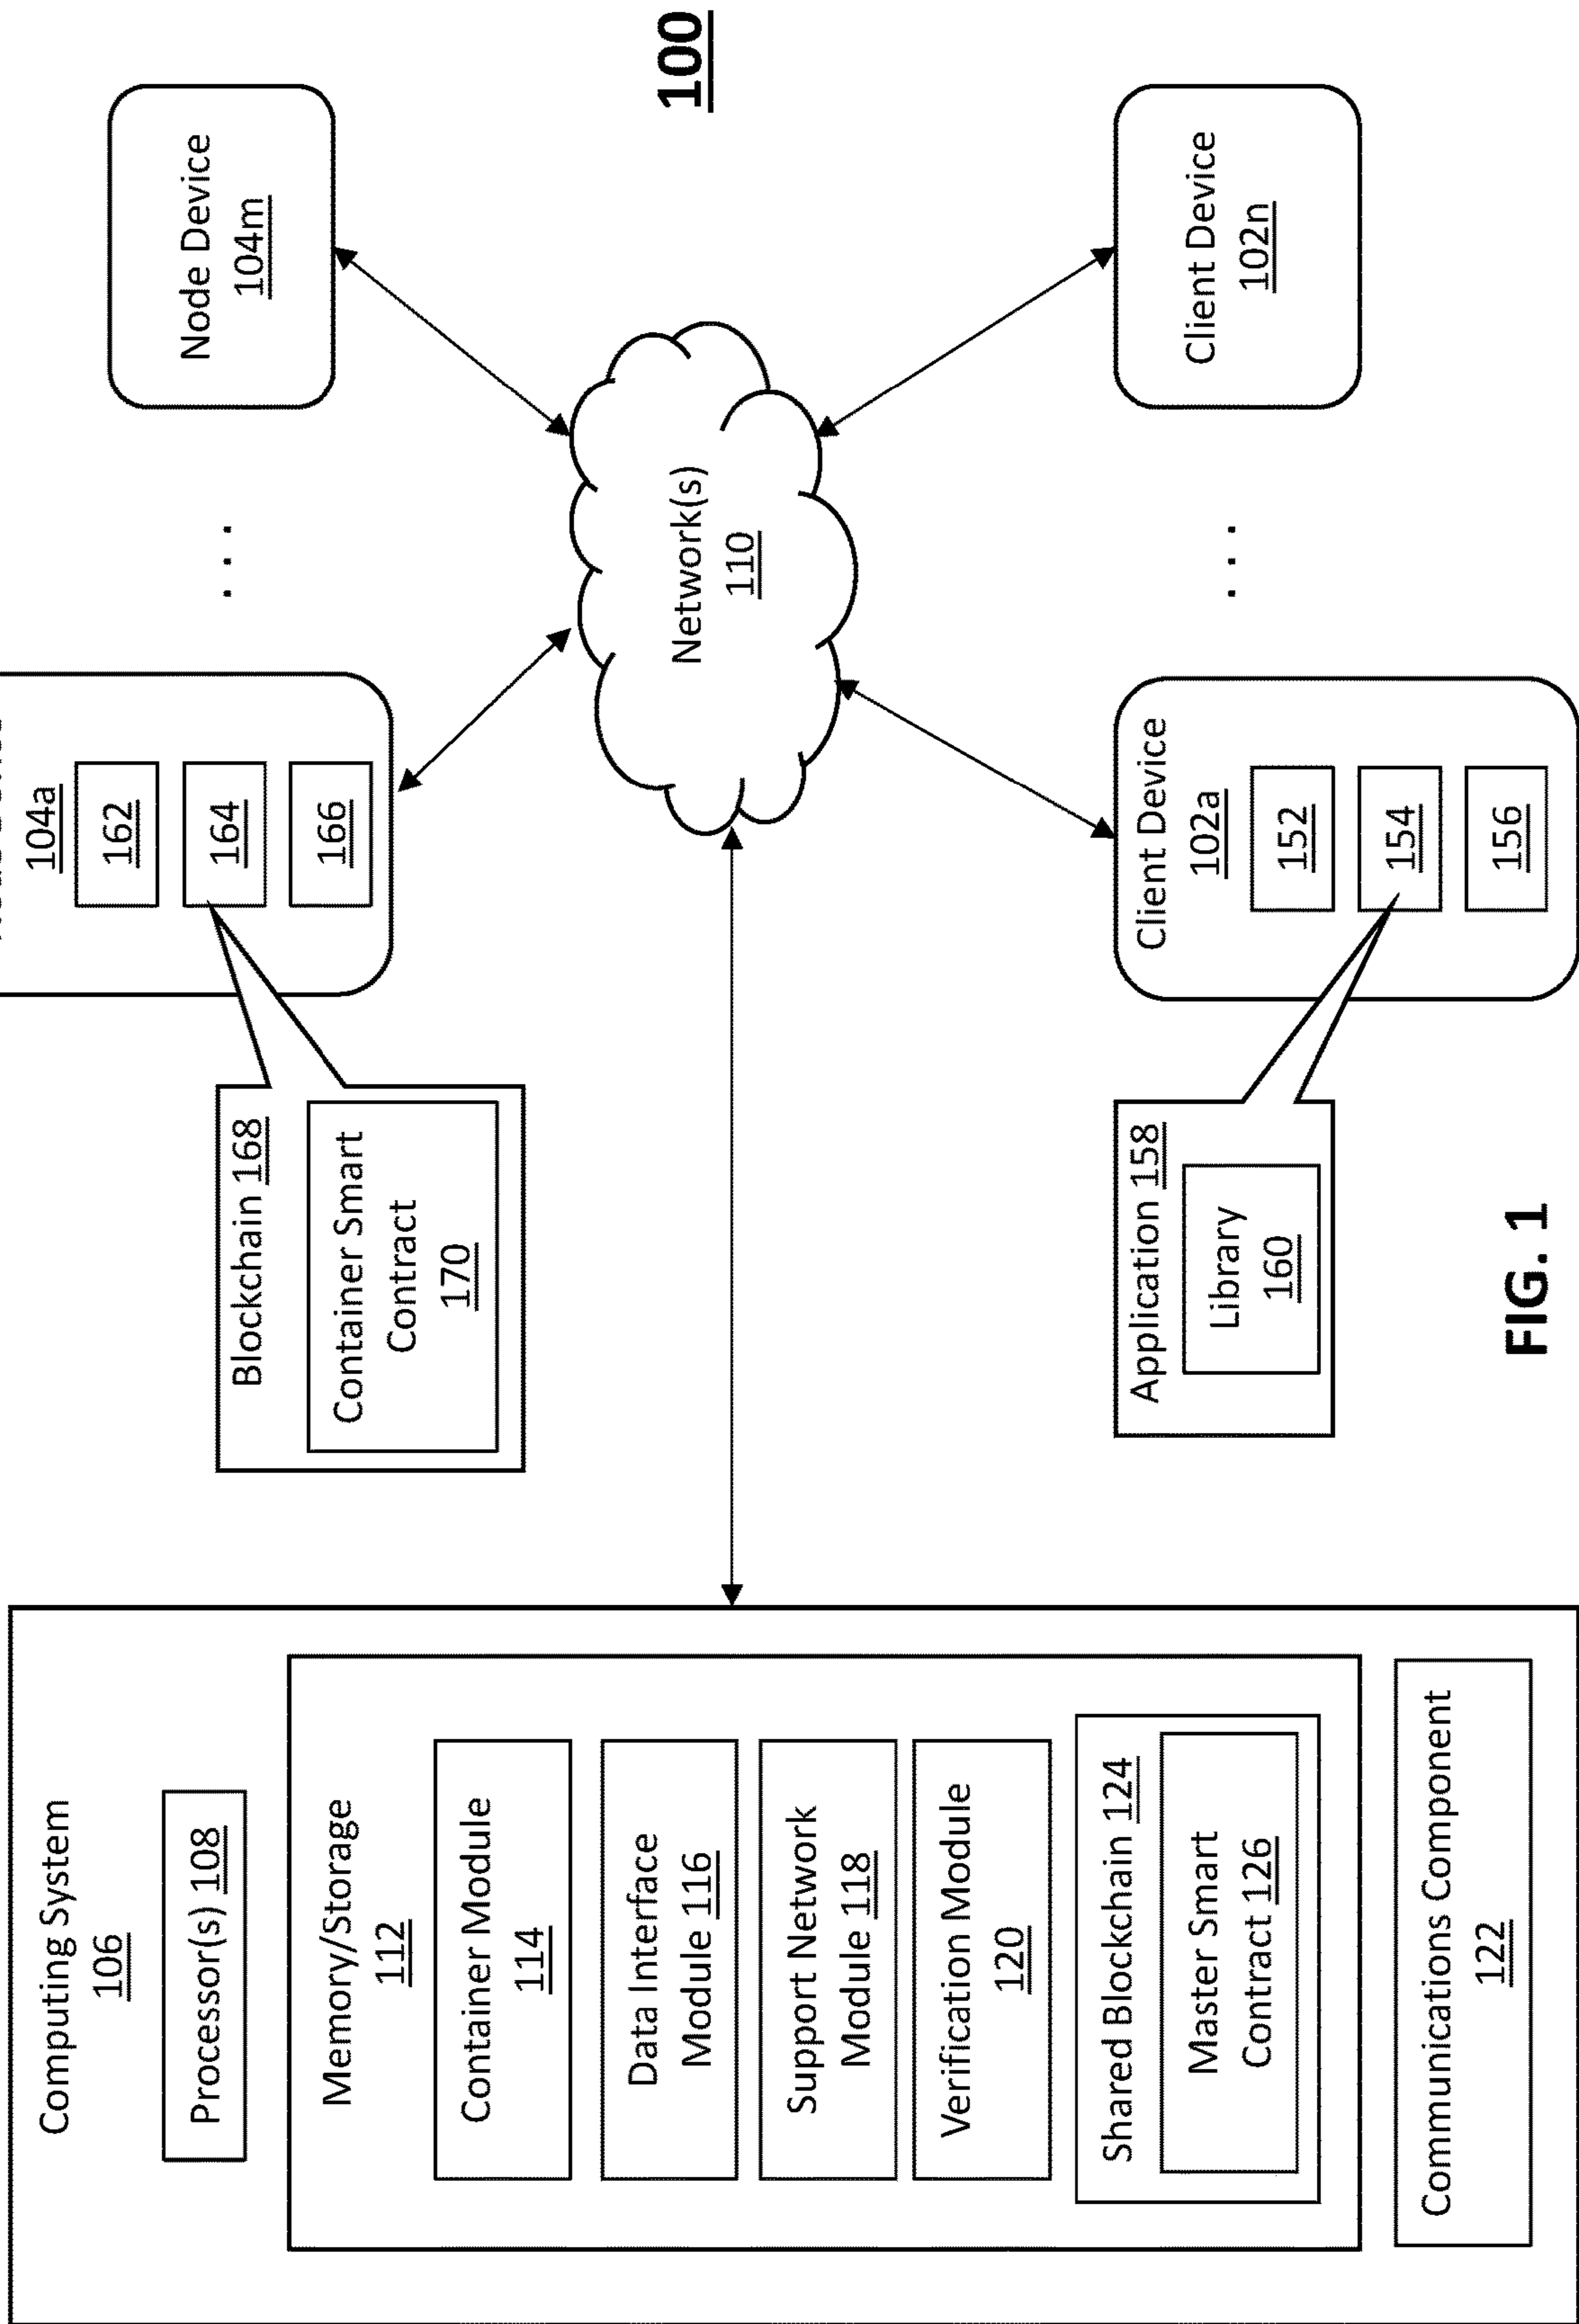 Computing System
106
Processor(s) 108
Memory/Storage
112
Container Module
114
Data Interface
Module 116
Support Network
Module 118
Verification Module
120
Shared Blockchain 124
Master Smart
Contract 126
Communications Component
122
Blockchain 168
Container Smart
Contract
170
104a
162
164
166
. . .
Node Device
104m
Network(s)
110
100
Application 158
Library
160
Client Device
102a
152
154
156
. . .
Client Device
102n
FIG. 1